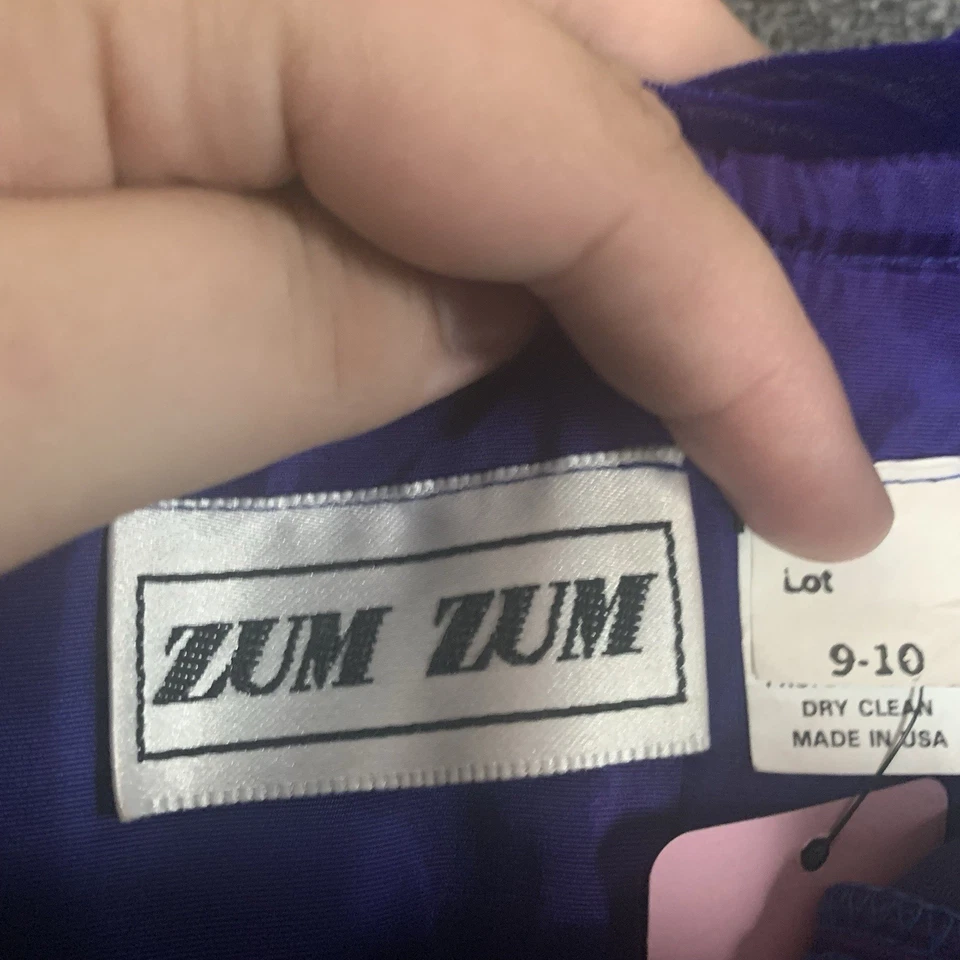 ZUM ZUM
Lot
9-10
DRY CLEAN
MADE IN USA